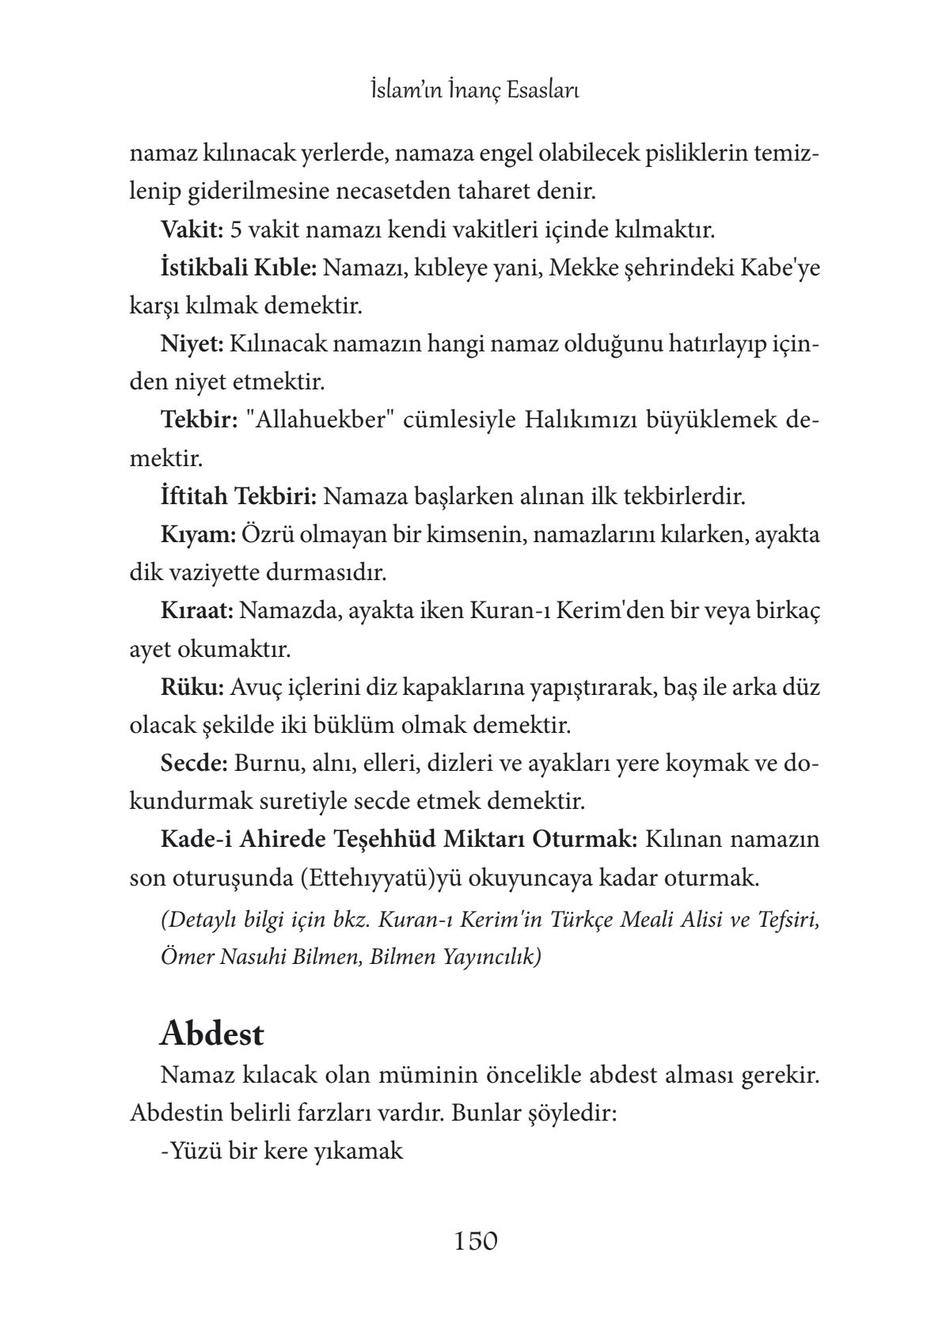 İslam'ın İnanç Esasları
namaz kılınacak yerlerde, namaza engel olabilecek pisliklerin temiz-
lenip giderilmesine necasetden taharet denir.
Vakit: 5 vakit namazı kendi vakitleri içinde kılmaktır.
İstikbali Kıble: Namazı, kıbleye yani, Mekke şehrindeki Kabe'ye
karşı kılmak demektir.
Niyet: Kılınacak namazın hangi namaz olduğunu hatırlayıp için-
den niyet etmektir.
Tekbir: "Allahuekber" cümlesiyle Halıkımızı büyüklemek de-
mektir.
İftitah Tekbiri: Namaza başlarken alınan ilk tekbirlerdir.
Kıyam: Özrü olmayan bir kimsenin, namazlarını kılarken, ayakta
dik vaziyette durmasıdır.
Kıraat: Namazda, ayakta iken Kuran-ı Kerim'den bir veya birkaç
ayet okumaktır.
Rüku: Avuç içlerini diz kapaklarına yapıştırarak, baş ile arka düz
olacak şekilde iki büklüm olmak demektir.
Secde: Burnu, alnı, elleri, dizleri ve ayakları yere koymak ve do-
kundurmak suretiyle secde etmek demektir.
Kade-i Ahirede Teşehhüd Miktarı Oturmak: Kılınan namazın
son oturuşunda (Ettehıyyatü)yü okuyuncaya kadar oturmak.
(Detaylı bilgi için bkz. Kuran-ı Kerim'in Türkçe Meali Alisi ve Tefsiri,
Ömer Nasuhi Bilmen, Bilmen Yayıncılık)
Abdest
Namaz kılacak olan müminin öncelikle abdest alması gerekir.
Abdestin belirli farzları vardır. Bunlar şöyledir:
-Yüzü bir kere yıkamak
150